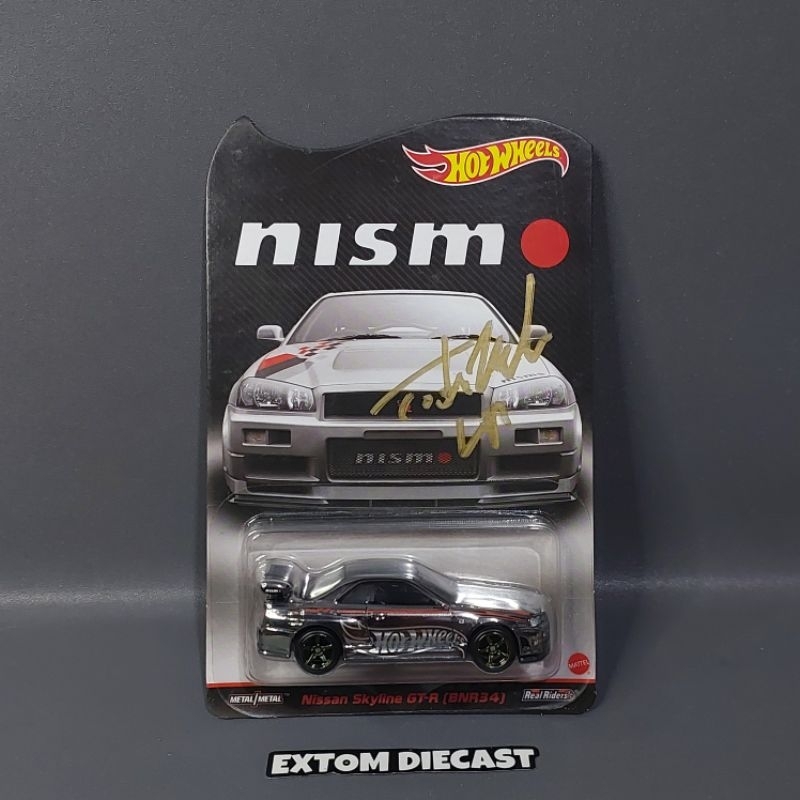 Hot Wheels
nismo
nismo
HOT WHEELS
MATTEL
METAL/METAL
Nissan Skyline GT-R (BNR34)
Real Riders
EXTOM DIECAST